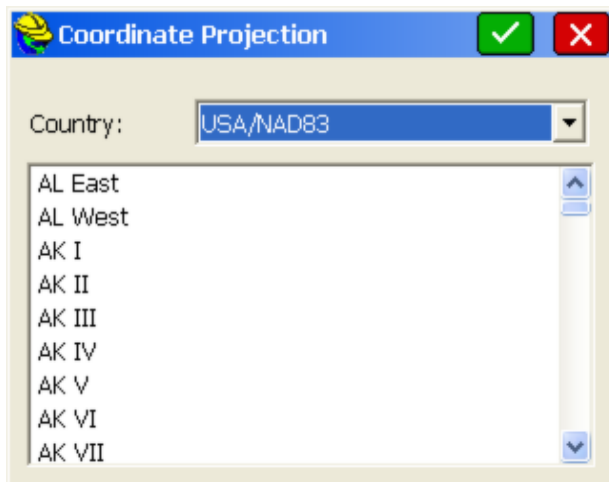 Coordinate Projection
Country: USA/NAD83
AL East
AL West
AK I
AK II
AK III
AK IV
AK V
AK VI
AK VII